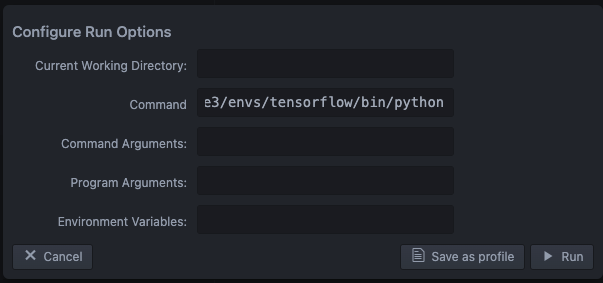 Configure Run Options
Current Working Directory:
Command e3/envs/tensorflow/bin/python
Command Arguments:
Program Arguments:
Environment Variables:
Cancel Save as profile Run